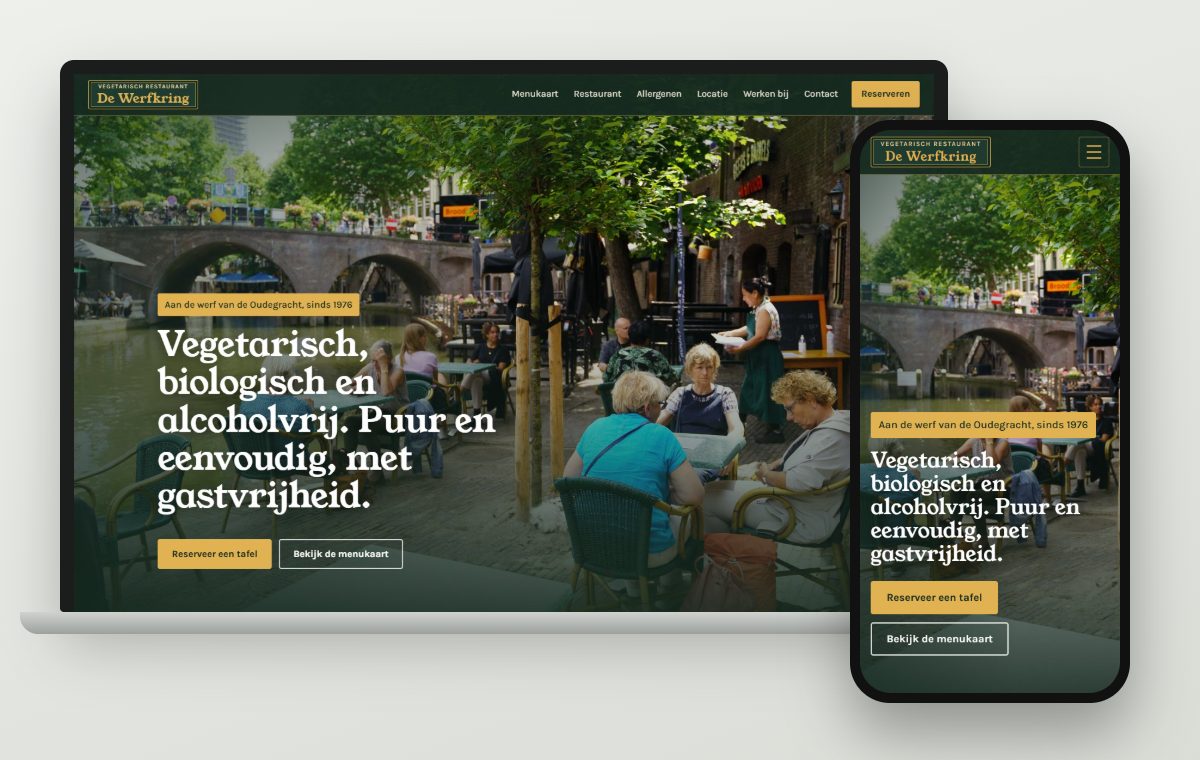 VEGETARISCH RESTAURANT
De Werfkring
Menukaart Restaurant Allergenen Locatie Werken bij Contact Reserveren
Brood
Aan de werf van de Oudegracht, sinds 1976
Vegetarisch,
biologisch en
alcoholvrij. Puur en
eenvoudig, met
gastvrijheid.
Reserveer een tafel Bekijk de menukaart
VEGETARISCH RESTAURANT
De Werfkring
Brood
Aan de werf van de Oudegracht, sinds 1976
Vegetarisch,
biologisch en
alcoholvrij. Puur en
eenvoudig, met
gastvrijheid.
Reserveer een tafel
Bekijk de menukaart